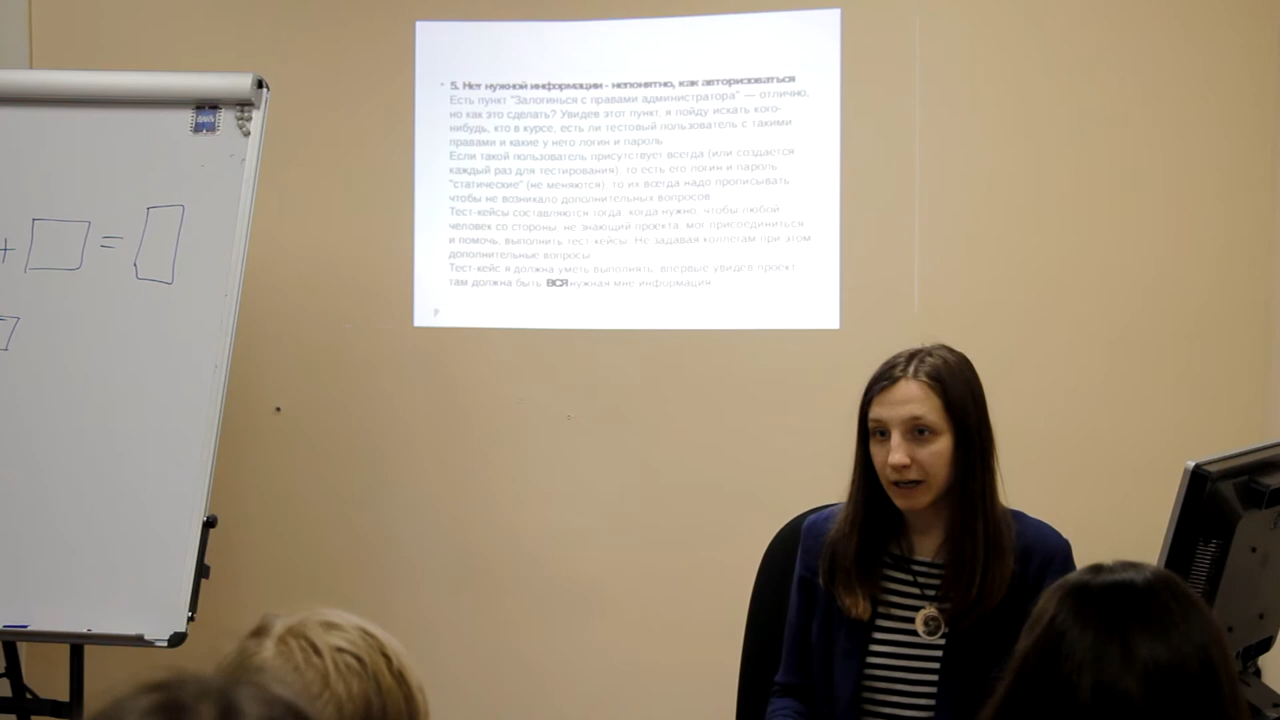 5. Нет нужной информации - непонятно, как авторизоваться
Есть пункт "Залогинься с правами администратора" — отлично,
но как это сделать? Увидев этот пункт, я пойду искать кого-
нибудь, кто в курсе, есть ли тестовый пользователь с такими
правами и какие у него логин и пароль
Если такой пользователь присутствует всегда (или создается
каждый раз для тестирования), то есть его логин и пароль
"статические" (не меняются), то их всегда надо прописывать
чтобы не возникало дополнительных вопросов
Тест-кейсы составляются тогда, когда нужно, чтобы любой
человек со стороны, не знающий проекта, мог присоединиться
и помочь, выполнить тест-кейсы. Не задавая коллегам при этом
дополнительные вопросы
Тест-кейс я должна уметь выполнять, впервые увидев проект
там должна быть ВСЯ нужная мне информация
+ =